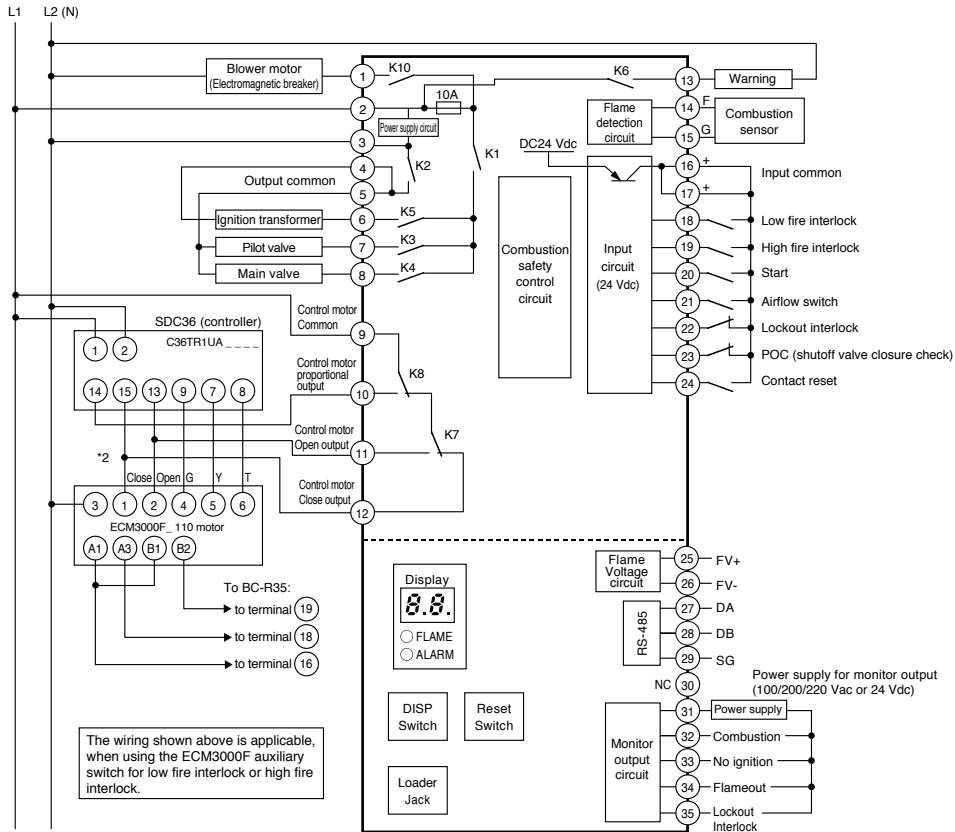 L1
L2 (N)
Blower motor
(Electromagnetic breaker)
1
K10
K6
13
Warning
2
10A
Power supply circuit
Flame
detection
circuit
14
F
15
G
Combustion
sensor
3
K2
K1
DC24 Vdc
16
+
17
+
Input common
4
Output common
5
Ignition transformer
6
K5
Pilot valve
7
K3
Main valve
8
K4
Combustion
safety
control
circuit
Input
circuit
(24 Vdc)
18
Low fire interlock
19
High fire interlock
20
Start
21
Airflow switch
22
Lockout interlock
23
POC (shutoff valve closure check)
24
Contact reset
Control motor
Common
9
SDC36 (controller)
C36TR1UA _ _ _ _
1
2
14
15
13
9
7
8
Control motor
proportional
output
10
K8
Control motor
Open output
11
K7
Control motor
Close output
12
*2
Close
Open
G
Y
T
3
1
2
4
5
6
ECM3000F_ 110 motor
A1
A3
B1
B2
To BC-R35:
to terminal 19
to terminal 18
to terminal 16
Display
8.8.
FLAME
ALARM
DISP
Switch
Reset
Switch
Loader
Jack
Flame
Voltage
circuit
25
FV+
26
FV-
RS-485
27
DA
28
DB
29
SG
NC
30
Power supply for monitor output
(100/200/220 Vac or 24 Vdc)
Monitor
output
circuit
31
Power supply
32
Combustion
33
No ignition
34
Flameout
35
Lockout
Interlock
The wiring shown above is applicable,
when using the ECM3000F auxiliary
switch for low fire interlock or high fire
interlock.